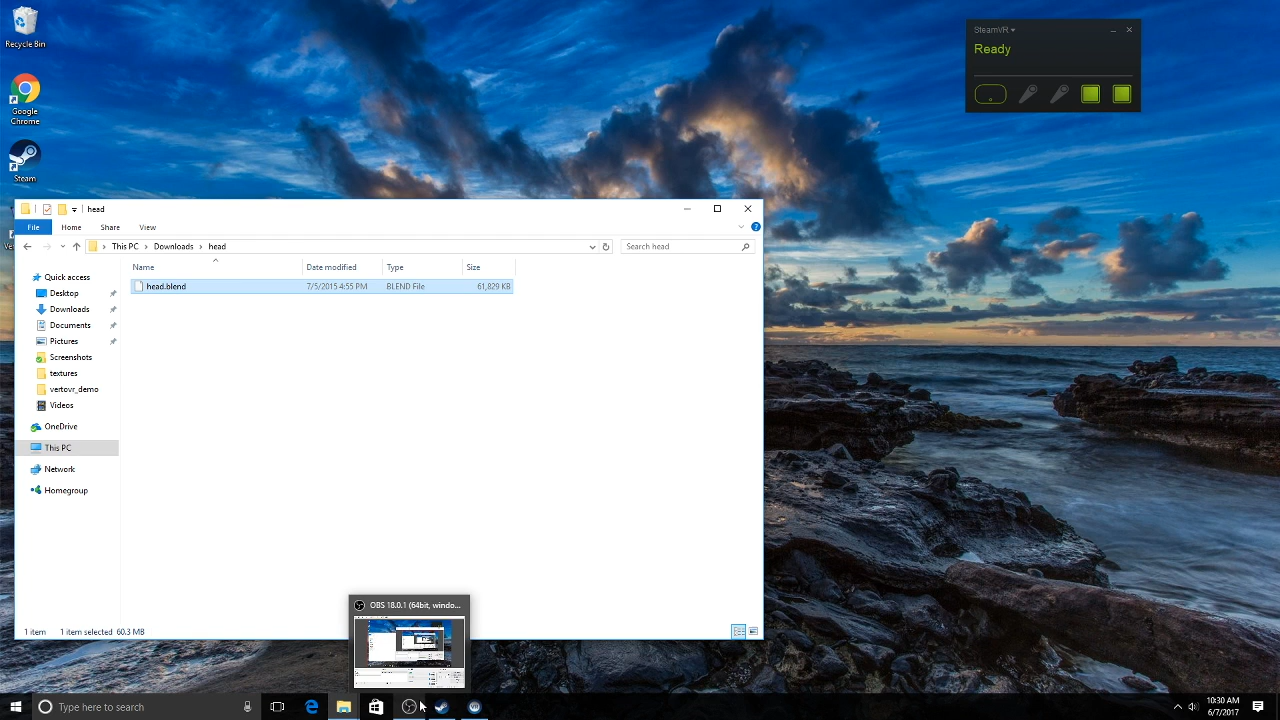 Recycle Bin
Google
Chrome
Steam
SteamVR
Ready
head
File Home Share View
This PC > Downloads > head
Search head
Name Date modified Type Size
head.blend 7/5/2015 4:55 PM BLEND File 61,829 KB
Quick access
Desktop
Downloads
Documents
Pictures
Screenshots
textures
vertovr_demo
Videos
OneDrive
This PC
Network
Homegroup
1 item 1 item selected 60.3 MB
OBS 18.0.1 (64bit, windo...
Type here to search
10:30 AM
6/7/2017